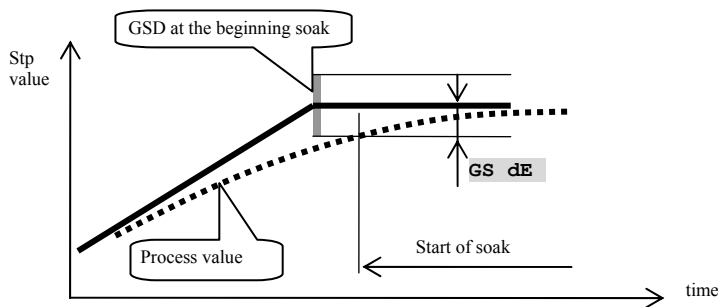 GSD at the beginning soak
Stp
value
GS dE
Process value
Start of soak
time